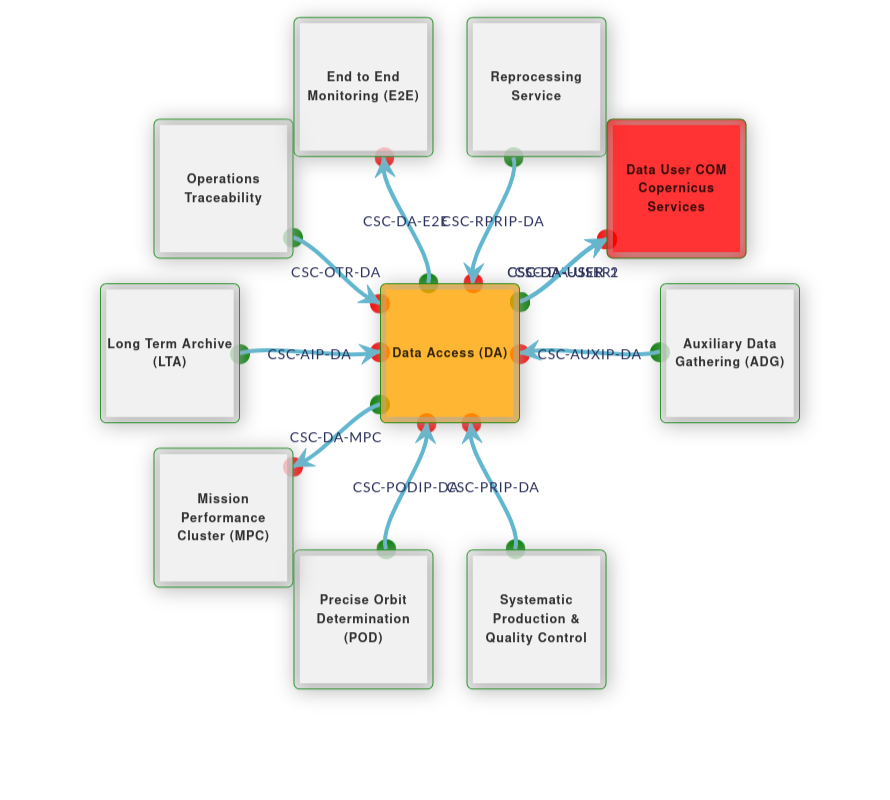 End to End
Monitoring (E2E)
Reprocessing
Service
Operations
Traceability
Data User COM
Copernicus
Services
CSC-DA-E2E
CSC-RPRIP-DA
CSC-OTR-DA
Long Term Archive
(LTA)
CSC-AIP-DA
Data Access (DA)
CSC-AUXIP-DA
Auxiliary Data
Gathering (ADG)
CSC-DA-MPC
Mission
Performance
Cluster (MPC)
CSC-PODIP-DA
CSC-PRIP-DA
Precise Orbit
Determination
(POD)
Systematic
Production &
Quality Control